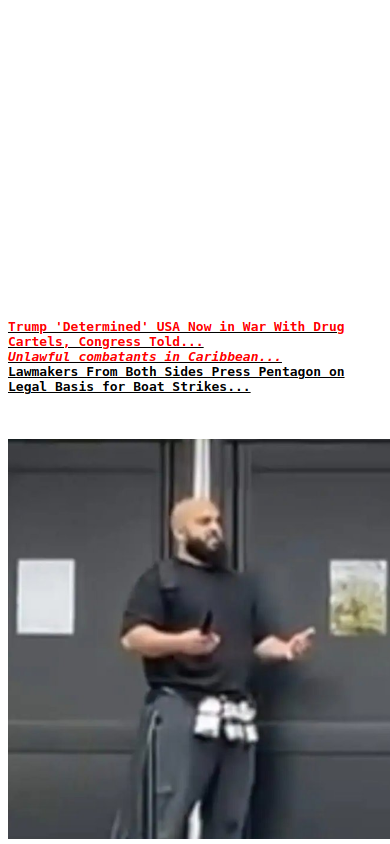 Trump 'Determined' USA Now in War With Drug
Cartels, Congress Told...
Unlawful combatants in Caribbean...
Lawmakers From Both Sides Press Pentagon on
Legal Basis for Boat Strikes...